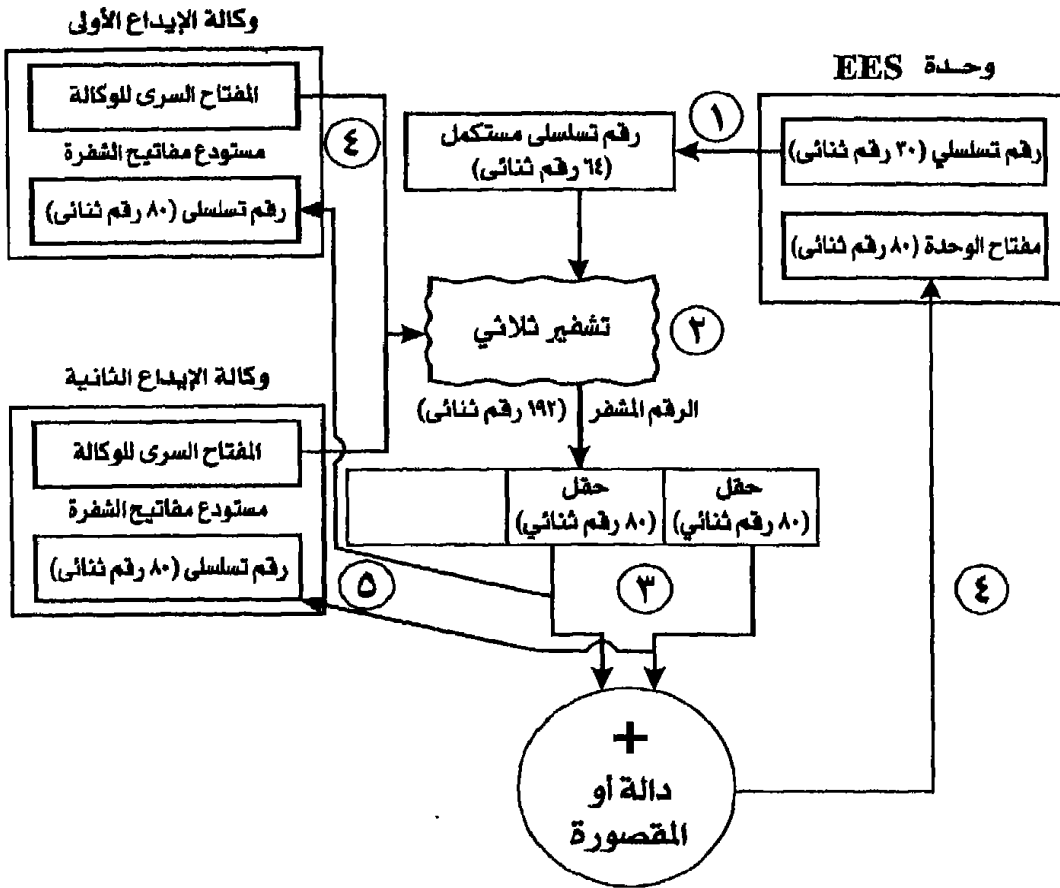 وكالة الإيداع الأولى
وحدة EES
المفتاح السرى للوكالة
مستودع مفاتيح الشفرة
رقم تسلسلى (٨٠ رقم ثنائى)
٤
رقم تسلسلى مستكمل
(٦٤ رقم ثنائى)
١
رقم تسلسلي (٣٠ رقم ثنائى)
مفتاح الوحدة (٨٠ رقم ثنائى)
تشفير ثلاثي
٢
الرقم المشفر (١٩٢ رقم ثنائى)
وكالة الإيداع الثانية
المفتاح السرى للوكالة
مستودع مفاتيح الشفرة
رقم تسلسلى (٨٠ رقم ثنائى)
حقل
(٨٠ رقم ثنائي)
حقل
(٨٠ رقم ثنائي)
٥
٣
٤
+
دالة أو
المقصورة